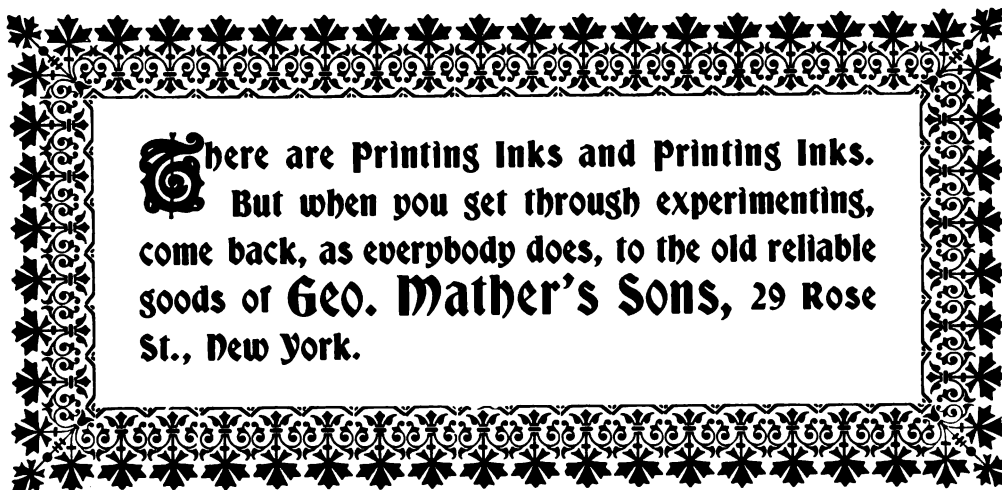 There are Printing Inks and Printing Inks.
But when you get through experimenting,
come back, as everybody does, to the old reliable
goods of Geo. Mather's Sons, 29 Rose
St., New York.